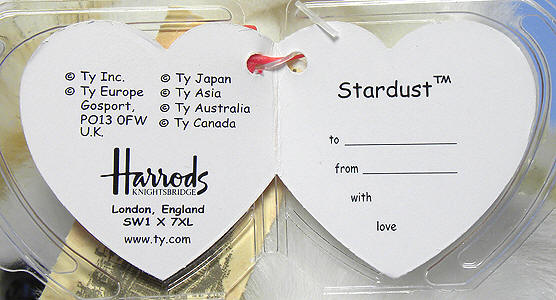 © Ty Inc.
© Ty Europe
Gosport,
PO13 0FW
U.K.
© Ty Japan
© Ty Asia
© Ty Australia
© Ty Canada
Harrods
KNIGHTSBRIDGE
London, England
SW1 X 7XL
www.ty.com
Stardust™
to
from
with
love